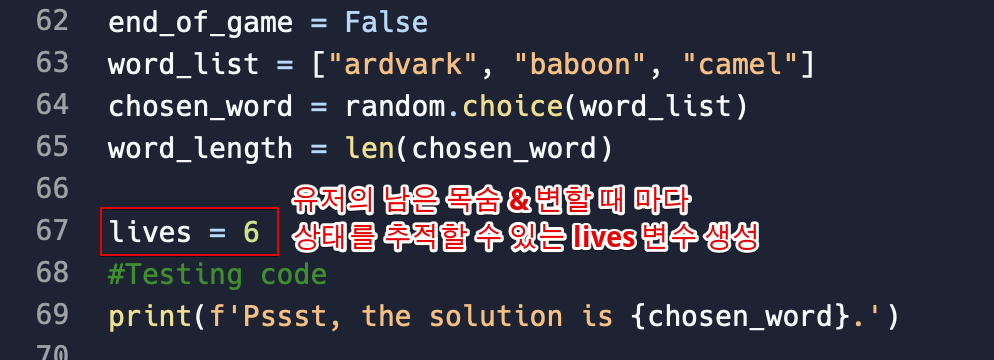 62 end_of_game = False
63 word_list = ["ardvark", "baboon", "camel"]
64 chosen_word = random.choice(word_list)
65 word_length = len(chosen_word)
66 유저의 남은 목숨 & 변할 때 마다
67 lives = 6 상태를 추적할 수 있는 lives 변수 생성
68 #Testing code
69 print(f'Pssst, the solution is {chosen_word}.')
70